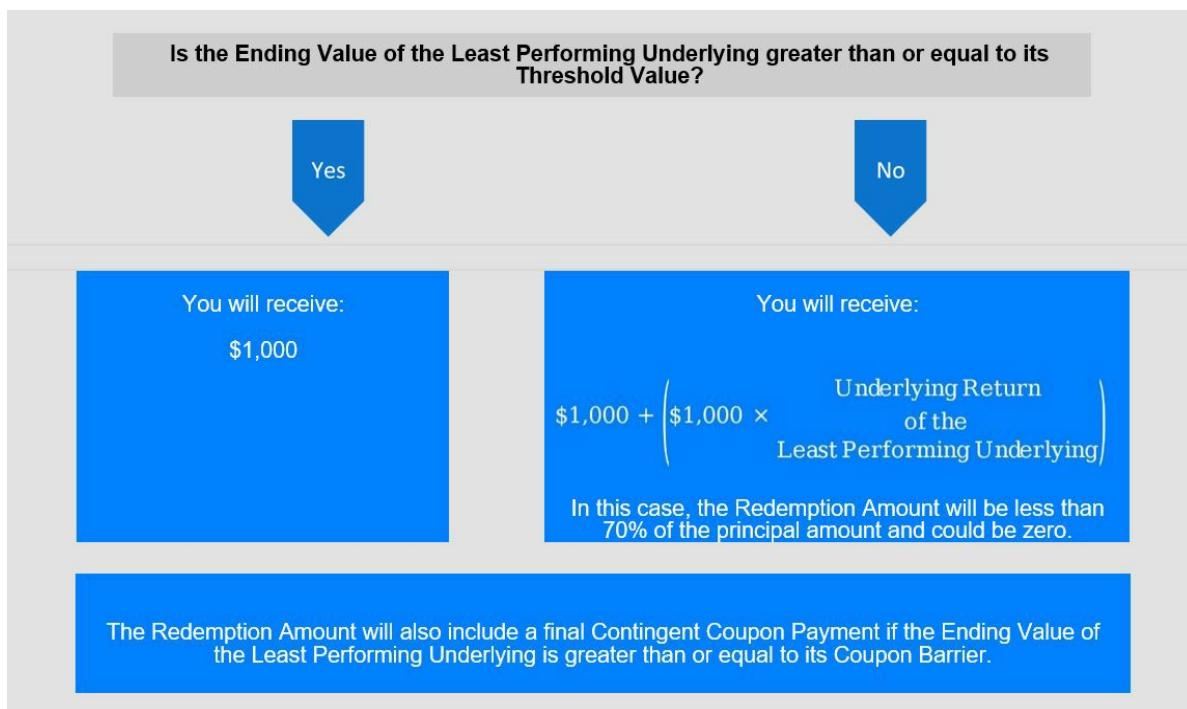 Is the Ending Value of the Least Performing Underlying greater than or equal to its
Threshold Value?
Yes
No
You will receive:
$1,000
You will receive:
$1,000 + ($1,000 × Underlying Return
of the
Least Performing Underlying)
In this case, the Redemption Amount will be less than
70% of the principal amount and could be zero.
The Redemption Amount will also include a final Contingent Coupon Payment if the Ending Value of
the Least Performing Underlying is greater than or equal to its Coupon Barrier.